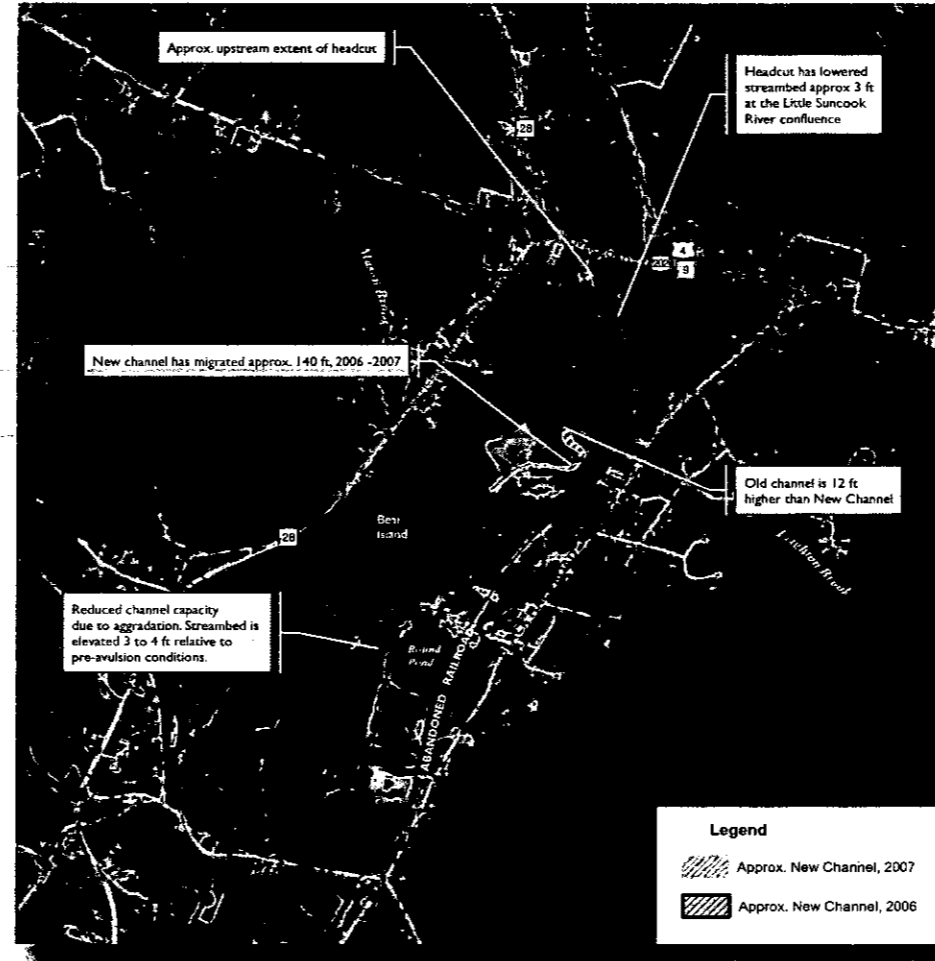 Approx. upstream extent of headcut
Headcut has lowered
streambed approx 3 ft
at the Little Suncook
River confluence
28
4
202
9
New channel has migrated approx. 140 ft, 2006 -2007
Old channel is 12 ft
higher than New Channel
Bear
Island
28
Leighton Brook
Reduced channel capacity
due to aggradation. Streambed is
elevated 3 to 4 ft relative to
pre-avulsion conditions.
Round
Pond
ABANDONED RAILROAD
Legend
Approx. New Channel, 2007
Approx. New Channel, 2006